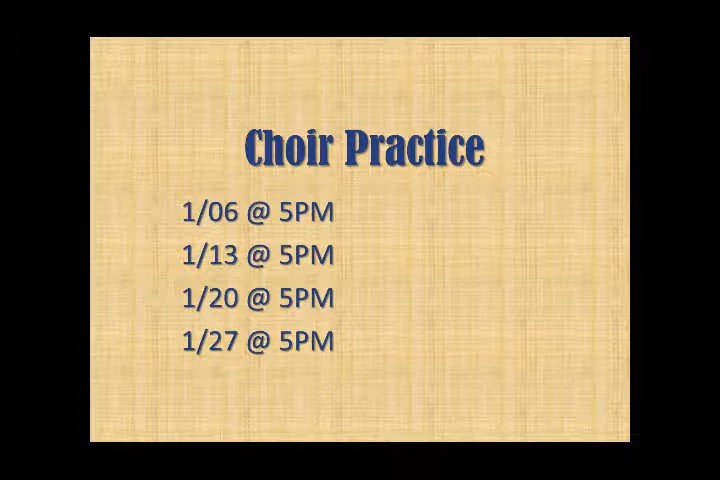 Choir Practice
1/06 @ 5PM
1/13 @ 5PM
1/20 @ 5PM
1/27 @ 5PM